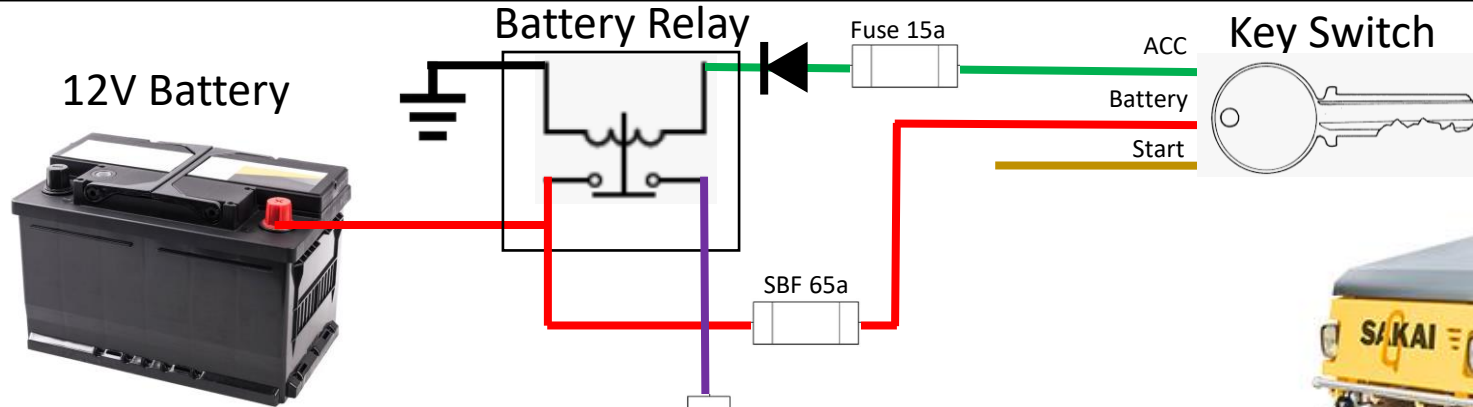 Battery Relay
Fuse 15a
Key Switch
ACC
12V Battery
Battery
Start
SBF 65a
SAKAI